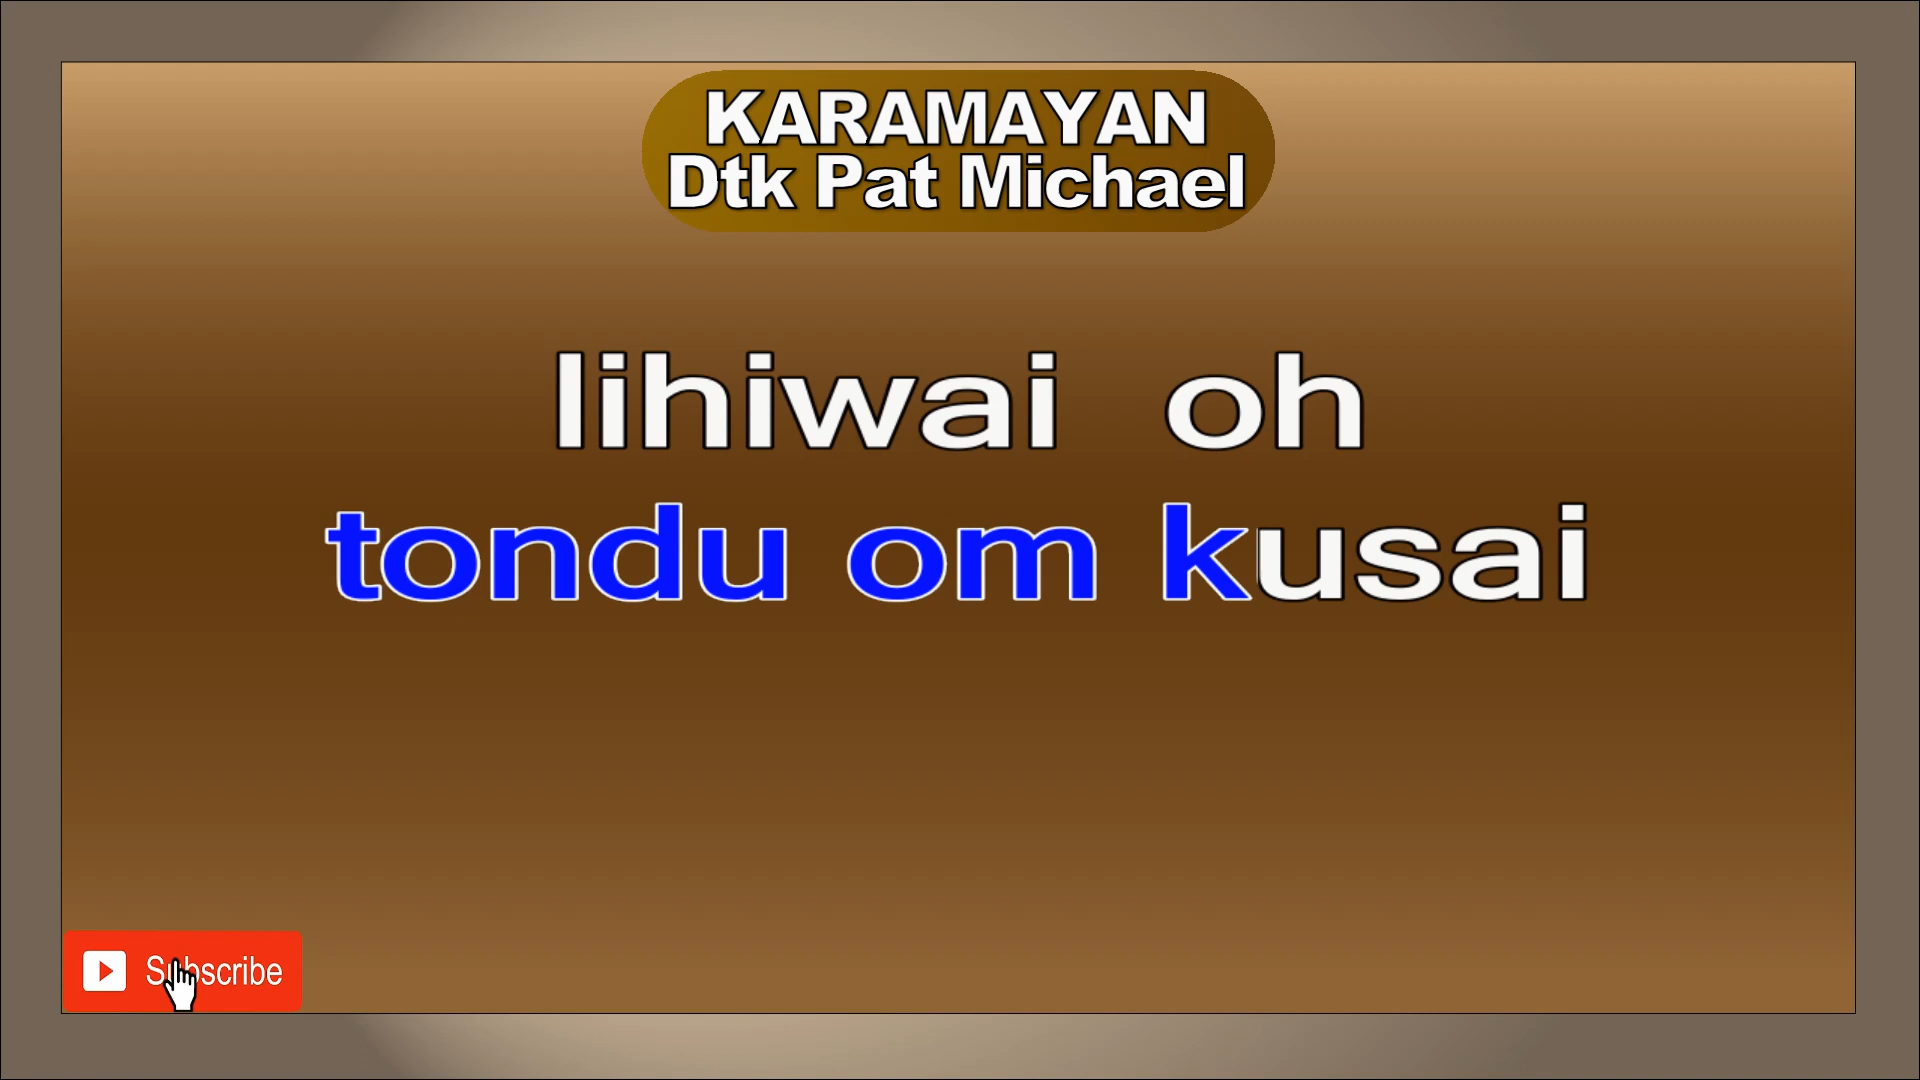 KARAMAYAN
Dtk Pat Michael
lihiwai oh
tondu om kusai
Subscribe